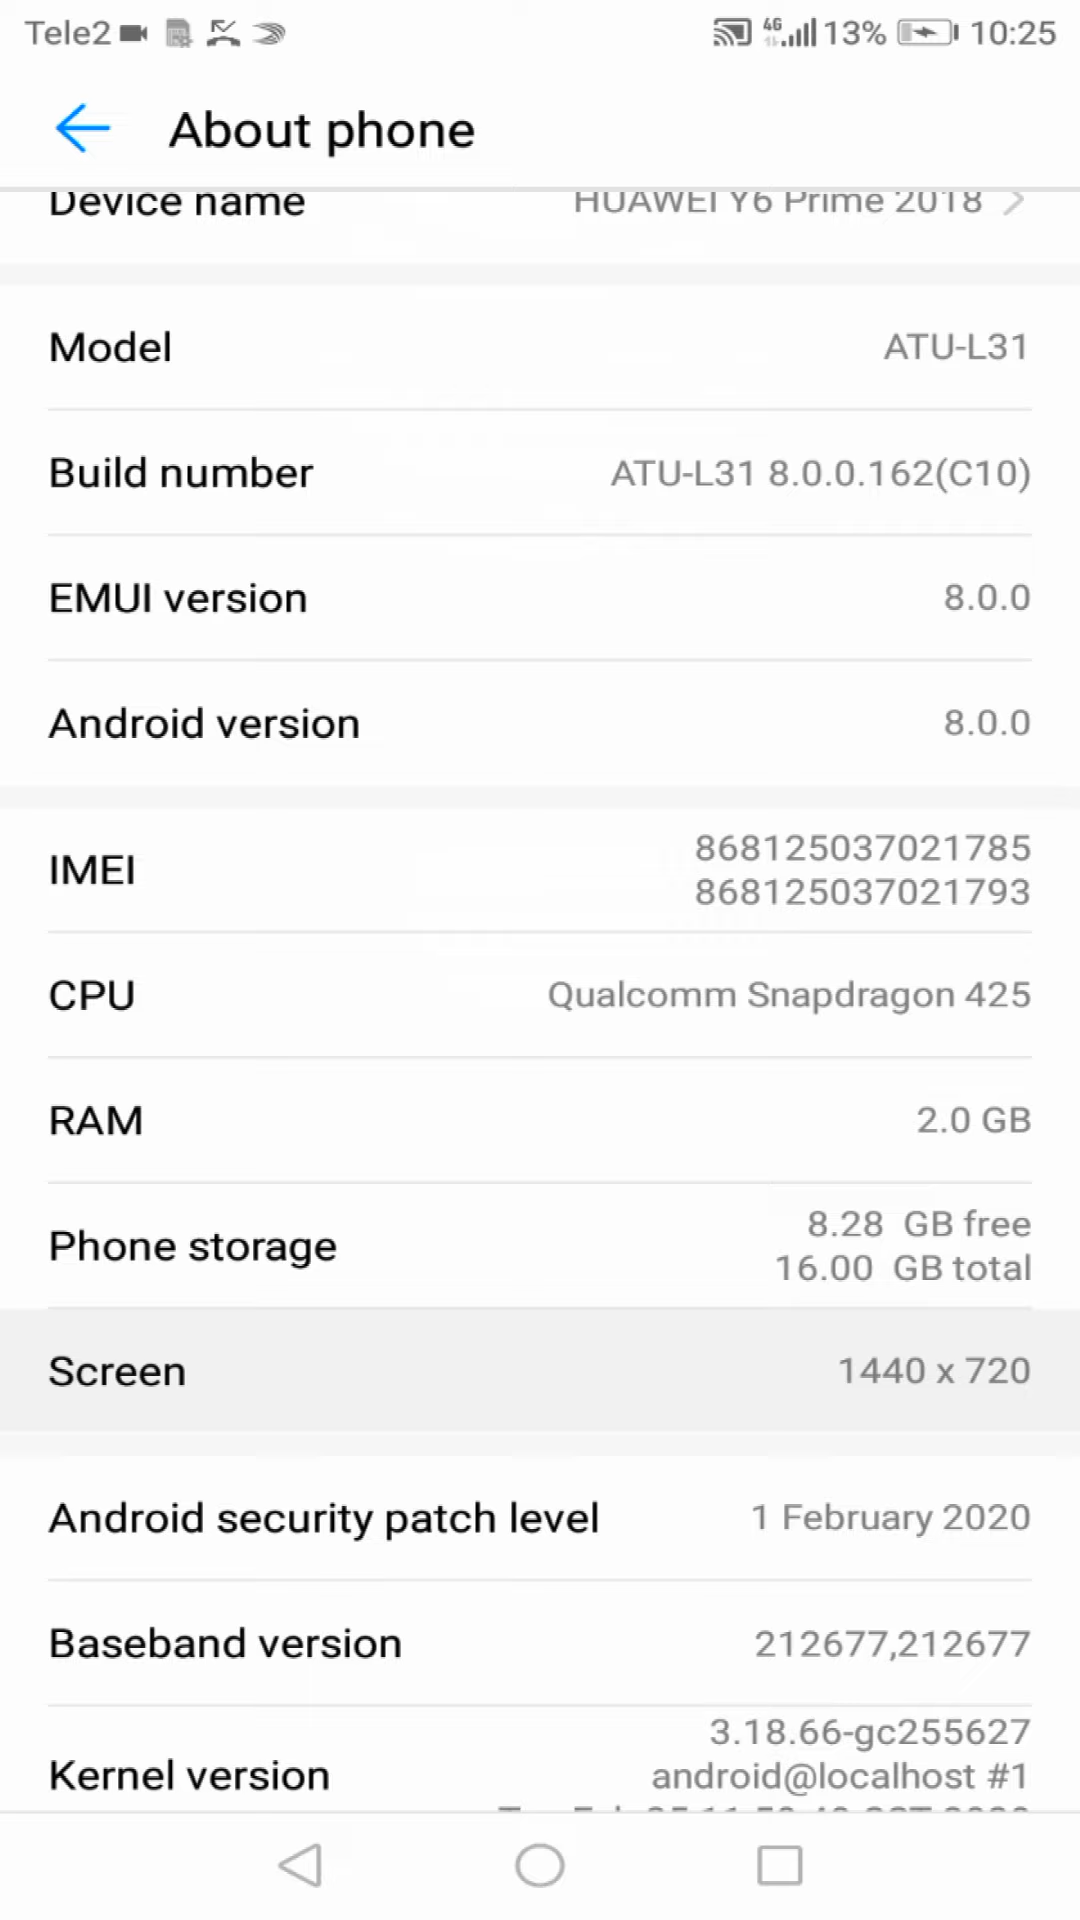 Tele2 4G 13% 10:25
About phone
Device name HUAWEI Y6 Prime 2018
Model ATU-L31
Build number ATU-L31 8.0.0.162(C10)
EMUI version 8.0.0
Android version 8.0.0
IMEI 868125037021785
868125037021793
CPU Qualcomm Snapdragon 425
RAM 2.0 GB
Phone storage 8.28 GB free
16.00 GB total
Screen 1440 x 720
Android security patch level 1 February 2020
Baseband version 212677,212677
Kernel version 3.18.66-gc255627
android@localhost #1